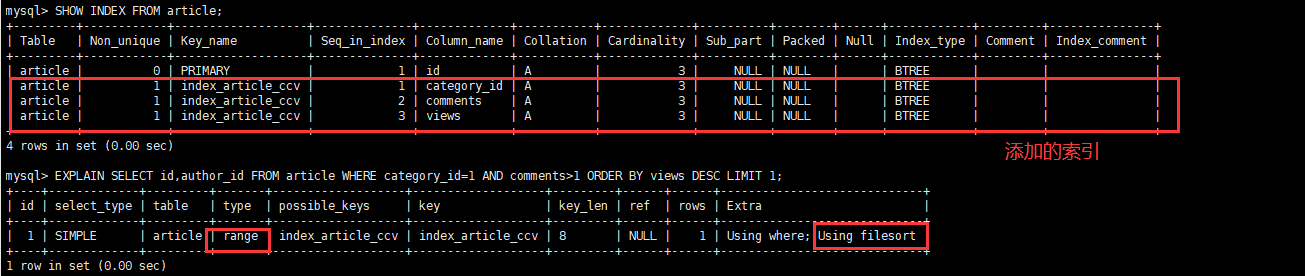 mysql> SHOW INDEX FROM article;
+---------+------------+-------------------+--------------+-------------+-----------+-------------+----------+--------+------+------------+---------+---------------+
| Table | Non_unique | Key_name | Seq_in_index | Column_name | Collation | Cardinality | Sub_part | Packed | Null | Index_type | Comment | Index_comment |
+---------+------------+-------------------+--------------+-------------+-----------+-------------+----------+--------+------+------------+---------+---------------+
| article | 0 | PRIMARY | 1 | id | A | 3 | NULL | NULL | | BTREE | | |
| article | 1 | index_article_ccv | 1 | category_id | A | 3 | NULL | NULL | | BTREE | | |
| article | 1 | index_article_ccv | 2 | comments | A | 3 | NULL | NULL | | BTREE | | |
| article | 1 | index_article_ccv | 3 | views | A | 3 | NULL | NULL | | BTREE | | |
4 rows in set (0.00 sec)
添加的索引
mysql> EXPLAIN SELECT id,author_id FROM article WHERE category_id=1 AND comments>1 ORDER BY views DESC LIMIT 1;
+----+-------------+---------+-------+-------------------+-------------------+---------+------+------+-----------------------------+
| id | select_type | table | type | possible_keys | key | key_len | ref | rows | Extra |
+----+-------------+---------+-------+-------------------+-------------------+---------+------+------+-----------------------------+
| 1 | SIMPLE | article | range | index_article_ccv | index_article_ccv | 8 | NULL | 1 | Using where; Using filesort |
+----+-------------+---------+-------+-------------------+-------------------+---------+------+------+-----------------------------+
1 row in set (0.00 sec)